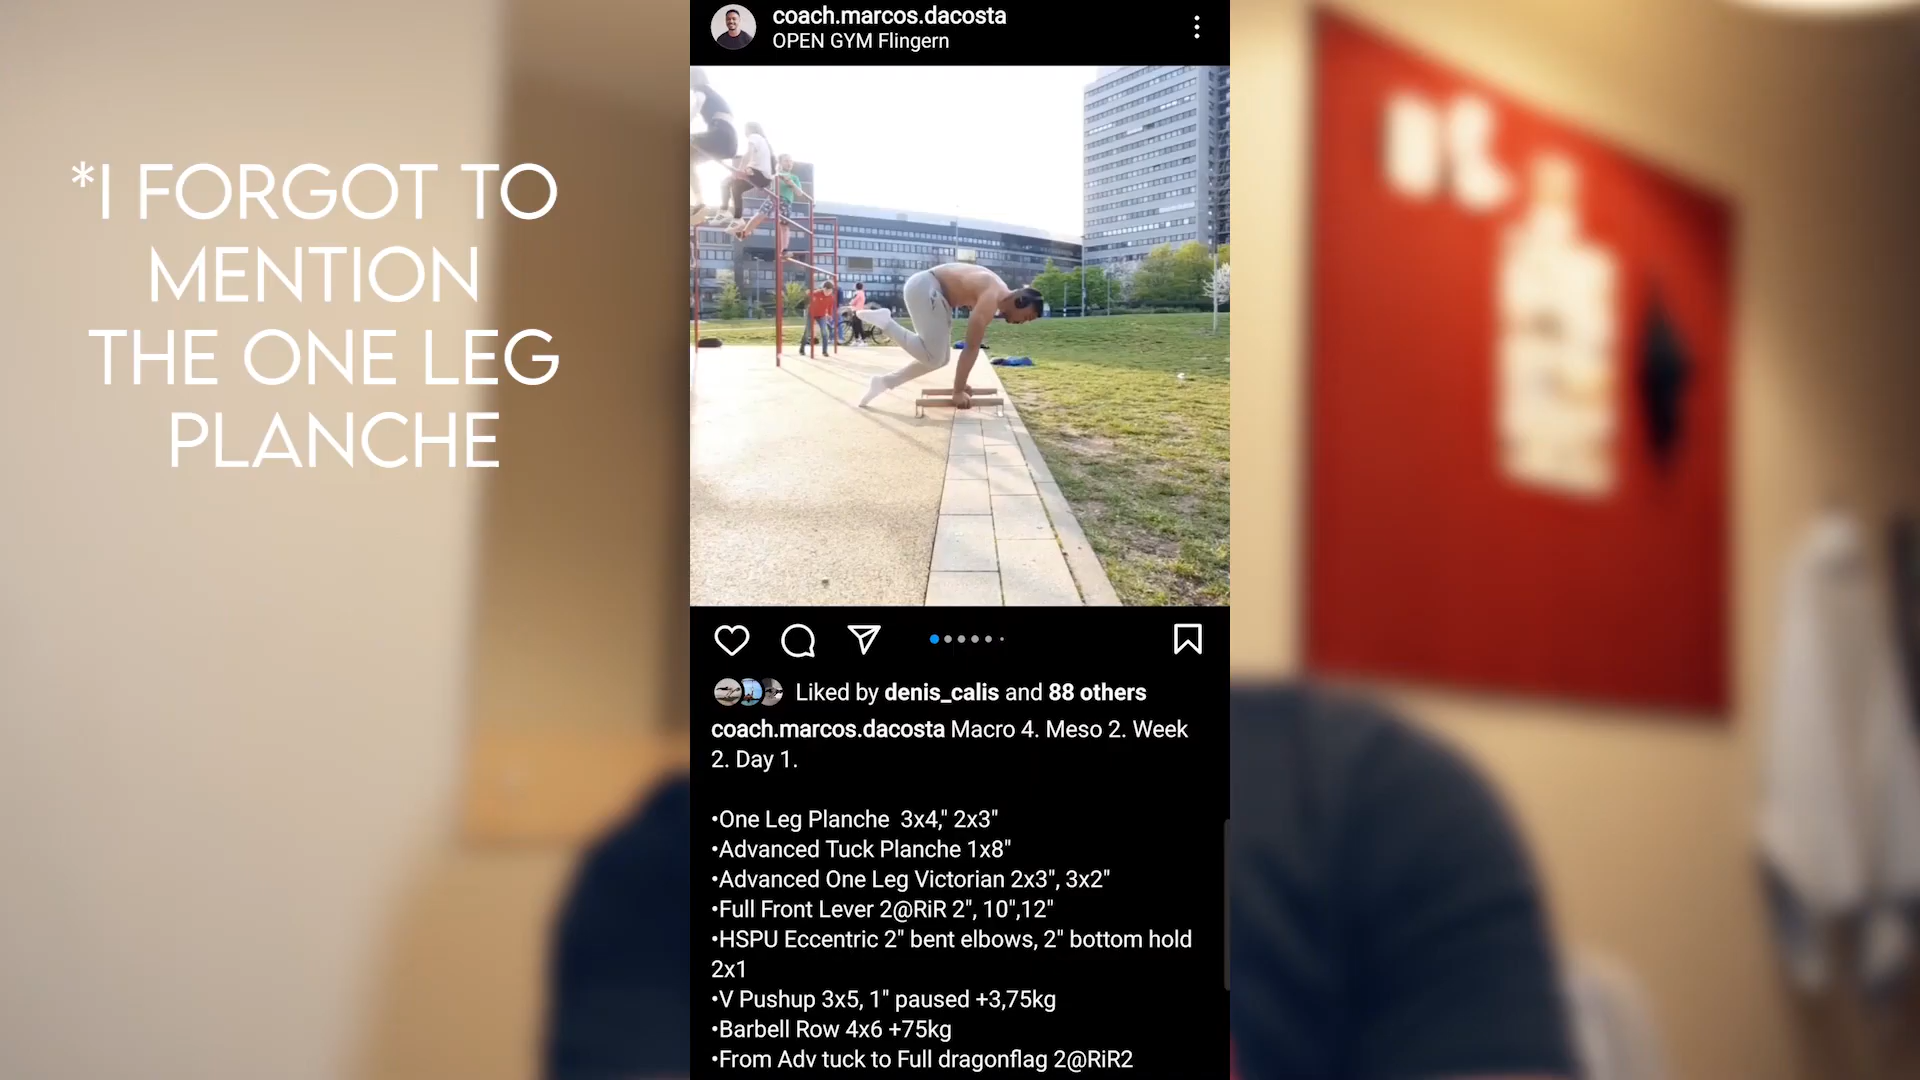 *I FORGOT TO
MENTION
THE ONE LEG
PLANCHE
coach.marcos.dacosta
OPEN GYM Flingern
Liked by denis_calis and 88 others
coach.marcos.dacosta Macro 4. Meso 2. Week
2. Day 1.
•One Leg Planche  3x4," 2x3"
•Advanced Tuck Planche 1x8"
•Advanced One Leg Victorian 2x3", 3x2"
•Full Front Lever 2@RiR 2", 10",12"
•HSPU Eccentric 2" bent elbows, 2" bottom hold
2x1
•V Pushup 3x5, 1" paused +3,75kg
•Barbell Row 4x6 +75kg
•From Adv tuck to Full dragonflag 2@RiR2